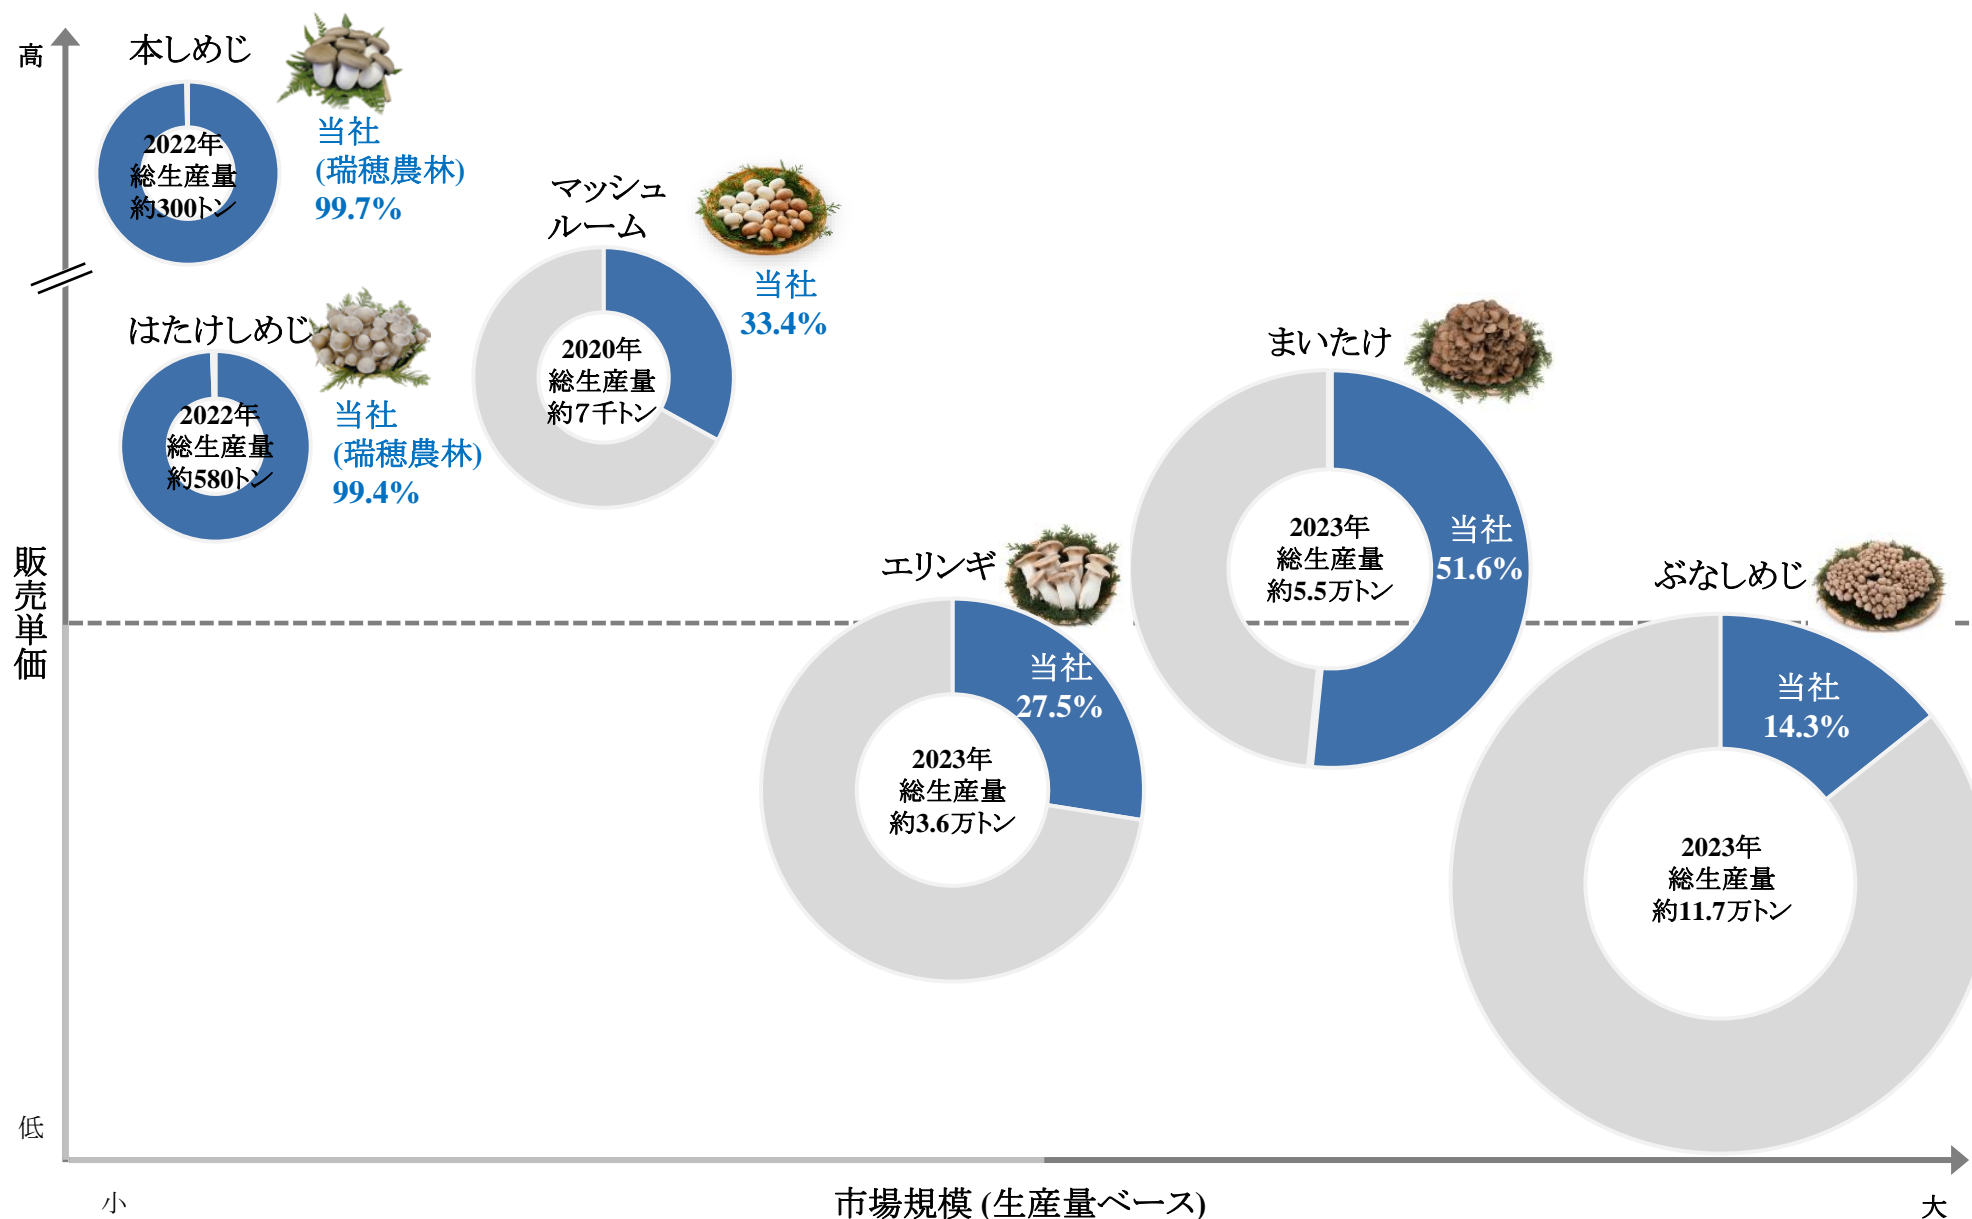 高
本しめじ
2022年
総生産量
約300トン
当社
(瑞穂農林)
99.7%
マッシュ
ルーム
2020年
総生産量
約7千トン
当社
33.4%
はたけしめじ
2022年
総生産量
約580トン
当社
(瑞穂農林)
99.4%
まいたけ
2023年
総生産量
約5.5万トン
当社
51.6%
エリンギ
当社
27.5%
2023年
総生産量
約3.6万トン
ぶなしめじ
当社
14.3%
2023年
総生産量
約11.7万トン
販売単価
低
小
市場規模 (生産量ベース)
大